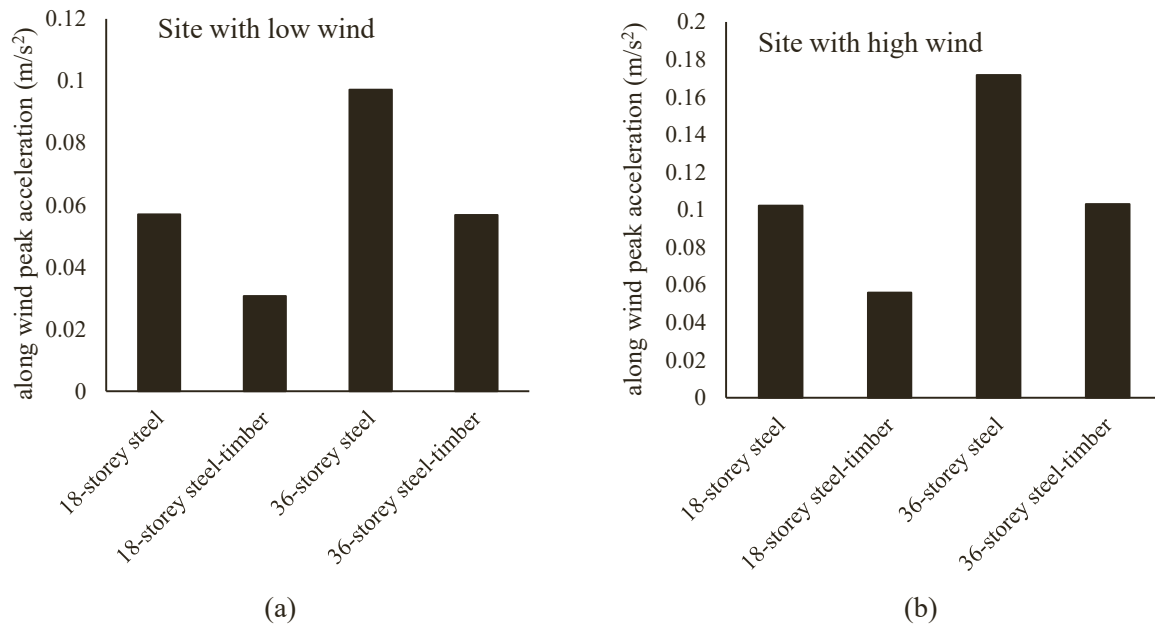 Site with low wind
along wind peak acceleration (m/s²)
0.12
0.1
0.08
0.06
0.04
0.02
0
18-storey steel
18-storey steel-timber
36-storey steel
36-storey steel-timber
(a)
Site with high wind
along wind peak acceleration (m/s²)
0.2
0.18
0.16
0.14
0.12
0.1
0.08
0.06
0.04
0.02
0
18-storey steel
18-storey steel-timber
36-storey steel
36-storey steel-timber
(b)